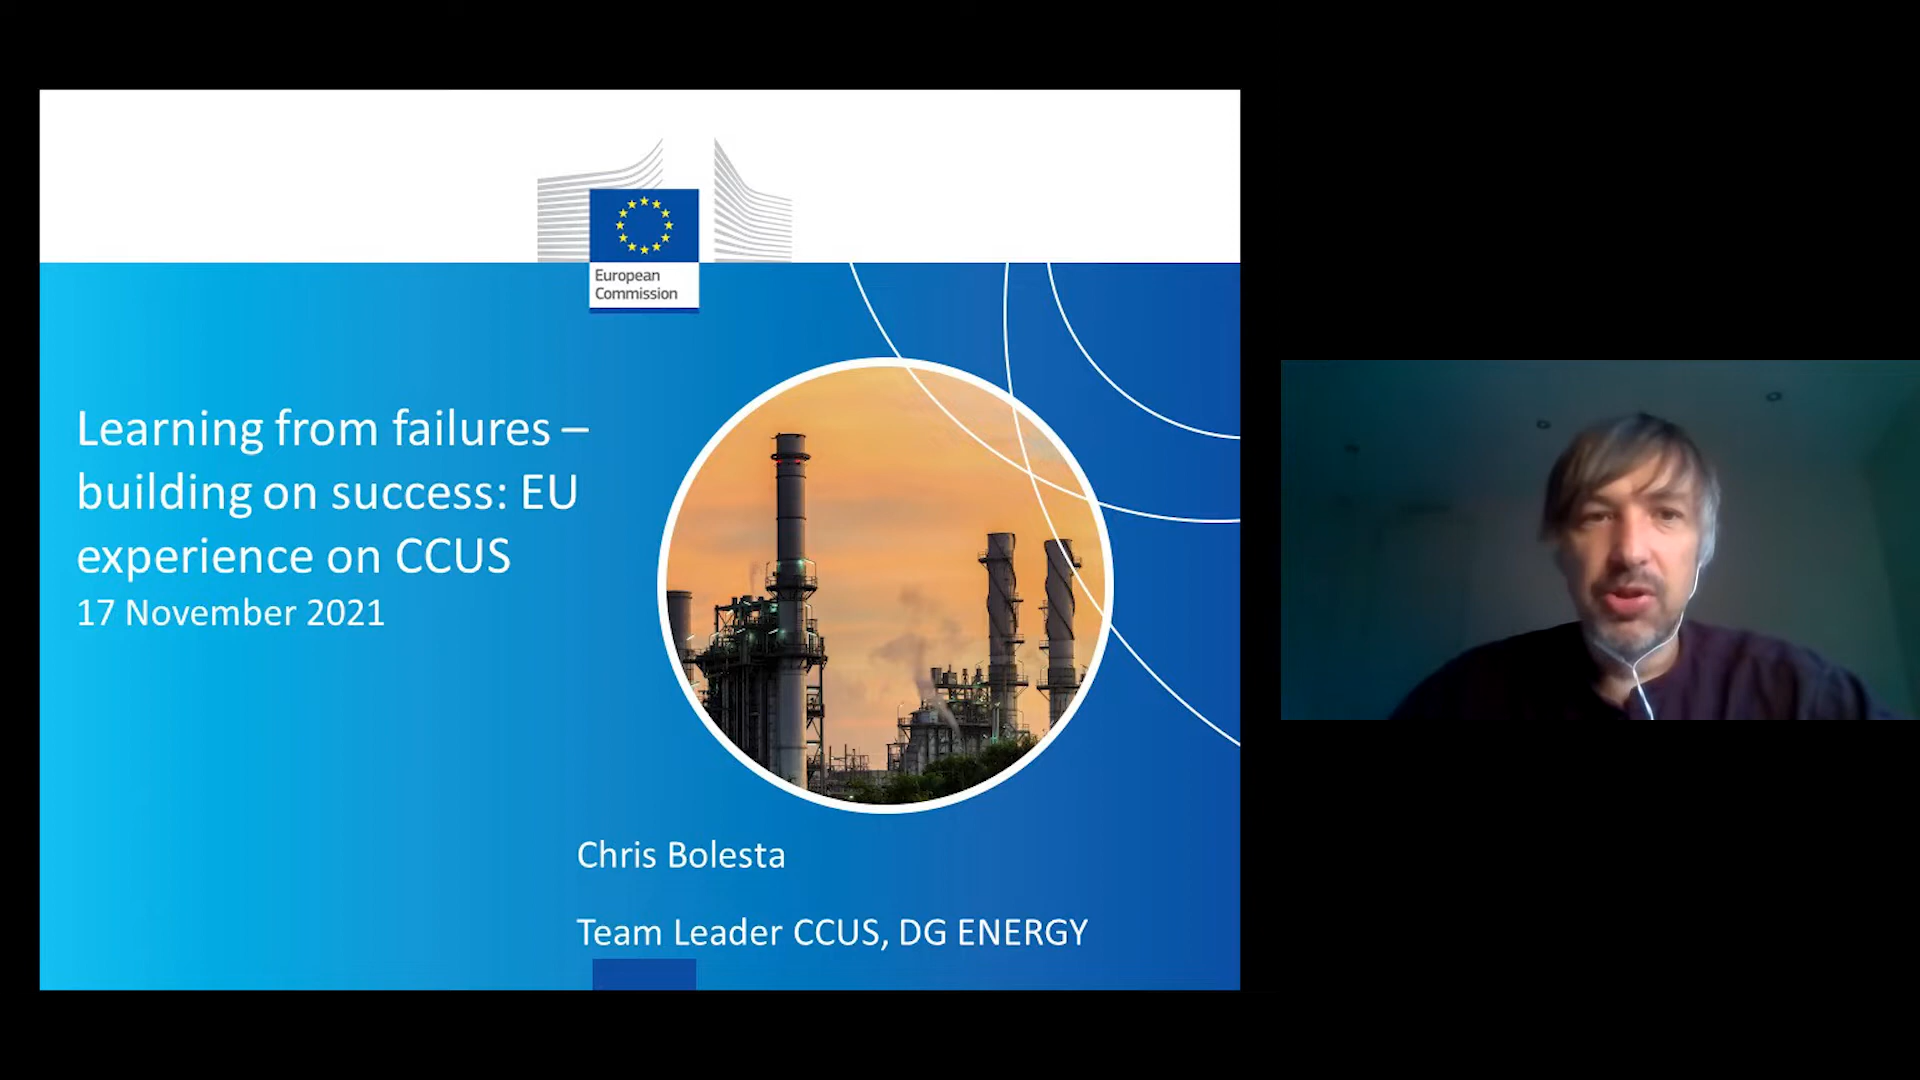 European
Commission
Learning from failures –
building on success: EU
experience on CCUS
17 November 2021
Chris Bolesta
Team Leader CCUS, DG ENERGY